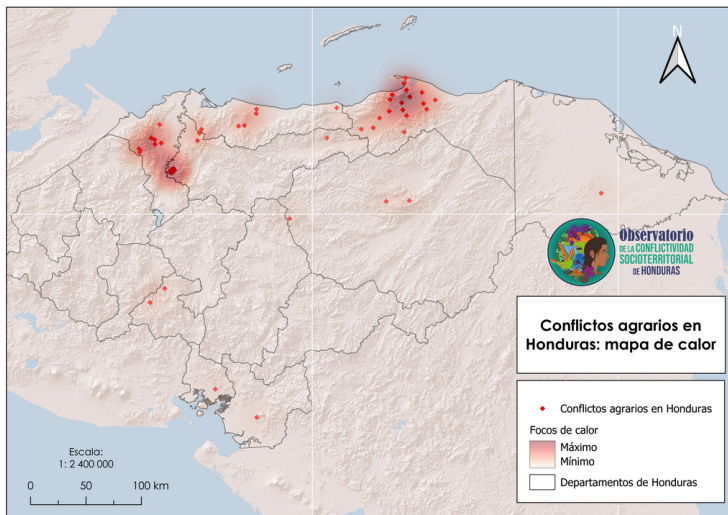 N
Observatorio
DE LA CONFLICTIVIDAD
SOCIOTERRITORIAL
DE HONDURAS
Conflictos agrarios en
Honduras: mapa de calor
Conflictos agrarios en Honduras
Focos de calor
Máximo
Mínimo
Departamentos de Honduras
Escala:
1: 2 400 000
0 50 100 km